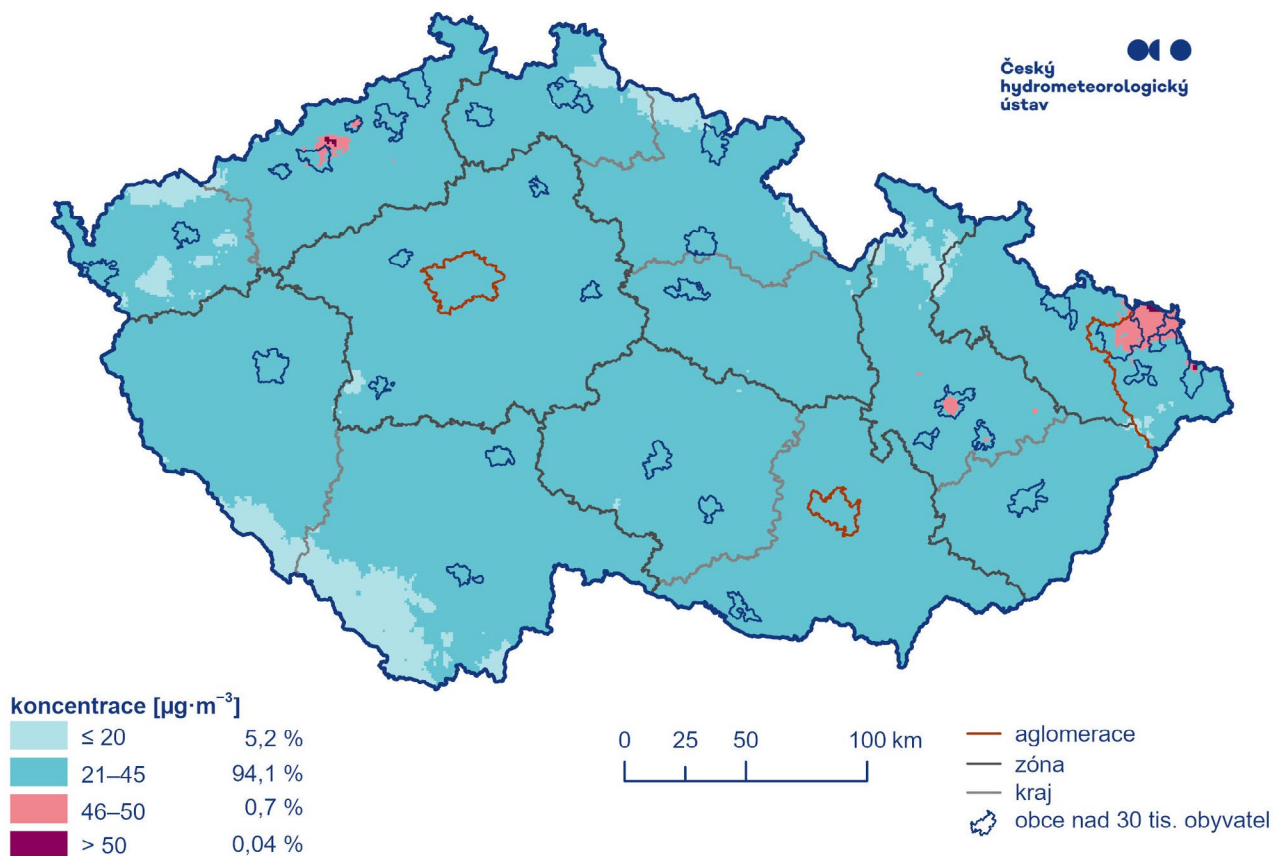 Český
hydrometeorologický
ústav
koncentrace [µg·m⁻³]
≤ 20 5,2 %
21–45 94,1 %
46–50 0,7 %
> 50 0,04 %
0 25 50 100 km
aglomerace
zóna
kraj
obce nad 30 tis. obyvatel